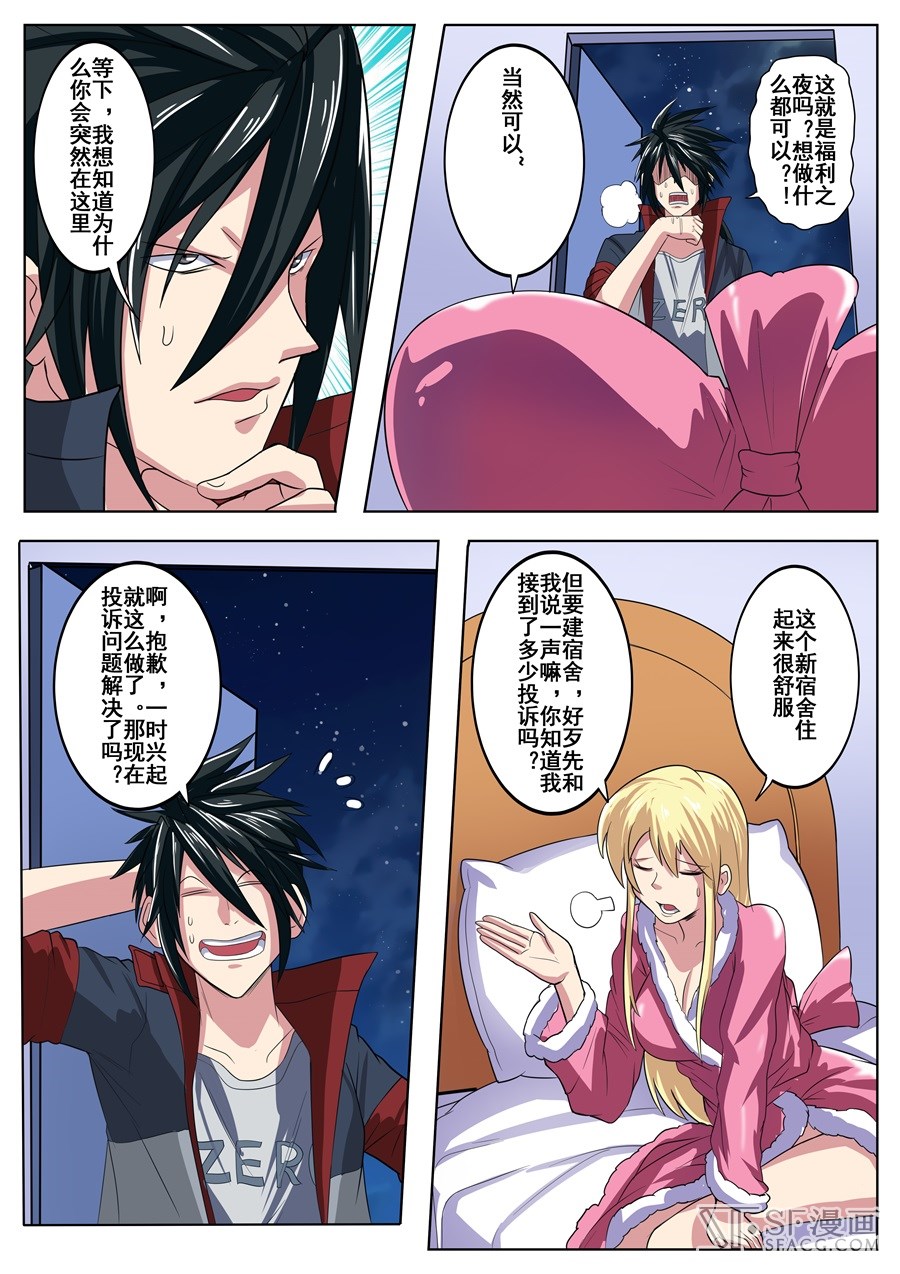 这就是福利之
夜吗？想做什
么都可以？！
当然可以~
ZER
等下，我想知道为什
么你会突然在这里
这个新宿舍住
起来很舒服
但要建宿舍，好歹先和
我说一声嘛，你知道我
接到了多少投诉吗？
啊，抱歉，一时兴起
就这么做了。那现在
投诉问题解决了吗？
ZERO
SF漫画
SFACG.COM